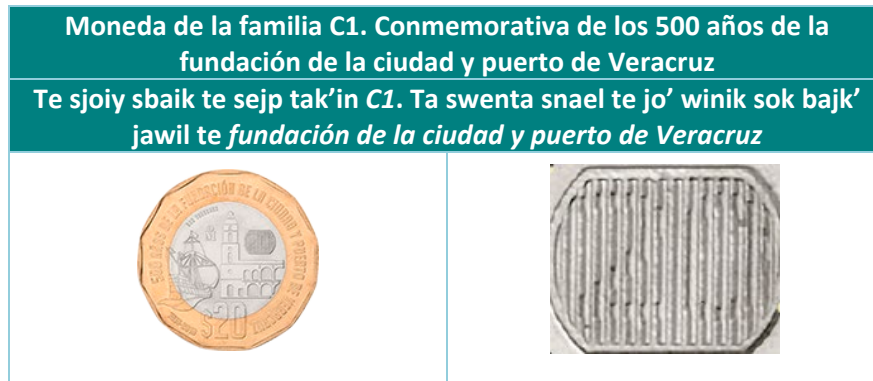 Moneda de la familia C1. Conmemorativa de los 500 años de la
fundación de la ciudad y puerto de Veracruz
Te sjoiy sbaik te sejp tak’in C1. Ta swenta snael te jo’ winik sok bajk’
jawil te fundación de la ciudad y puerto de Veracruz
500 AÑOS DE LA FUNDACIÓN DE LA CIUDAD Y PUERTO DE VERACRUZ
$20